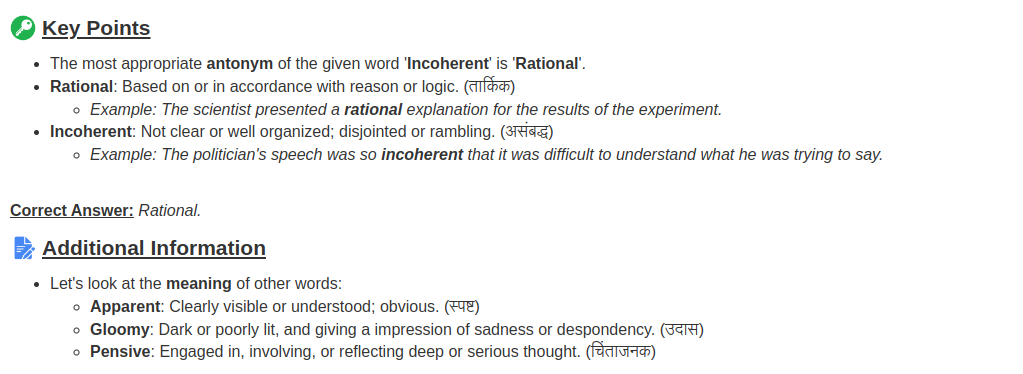 Key Points
The most appropriate antonym of the given word 'Incoherent' is 'Rational'.
Rational: Based on or in accordance with reason or logic. (तार्किक)
Example: The scientist presented a rational explanation for the results of the experiment.
Incoherent: Not clear or well organized; disjointed or rambling. (असंबद्ध)
Example: The politician's speech was so incoherent that it was difficult to understand what he was trying to say.
Correct Answer: Rational.
Additional Information
Let's look at the meaning of other words:
Apparent: Clearly visible or understood; obvious. (स्पष्ट)
Gloomy: Dark or poorly lit, and giving a impression of sadness or despondency. (उदास)
Pensive: Engaged in, involving, or reflecting deep or serious thought. (चिंताजनक)